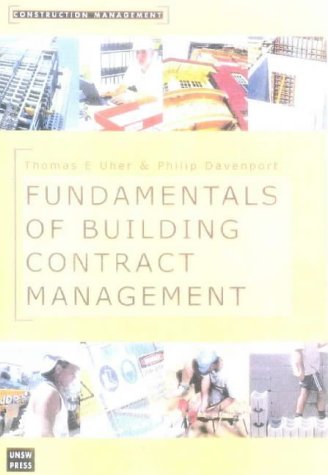 CONSTRUCTION MANAGEMENT
Thomas E Uher & Philip Davenport
FUNDAMENTALS
OF BUILDING
CONTRACT
MANAGEMENT
UNSW
PRESS